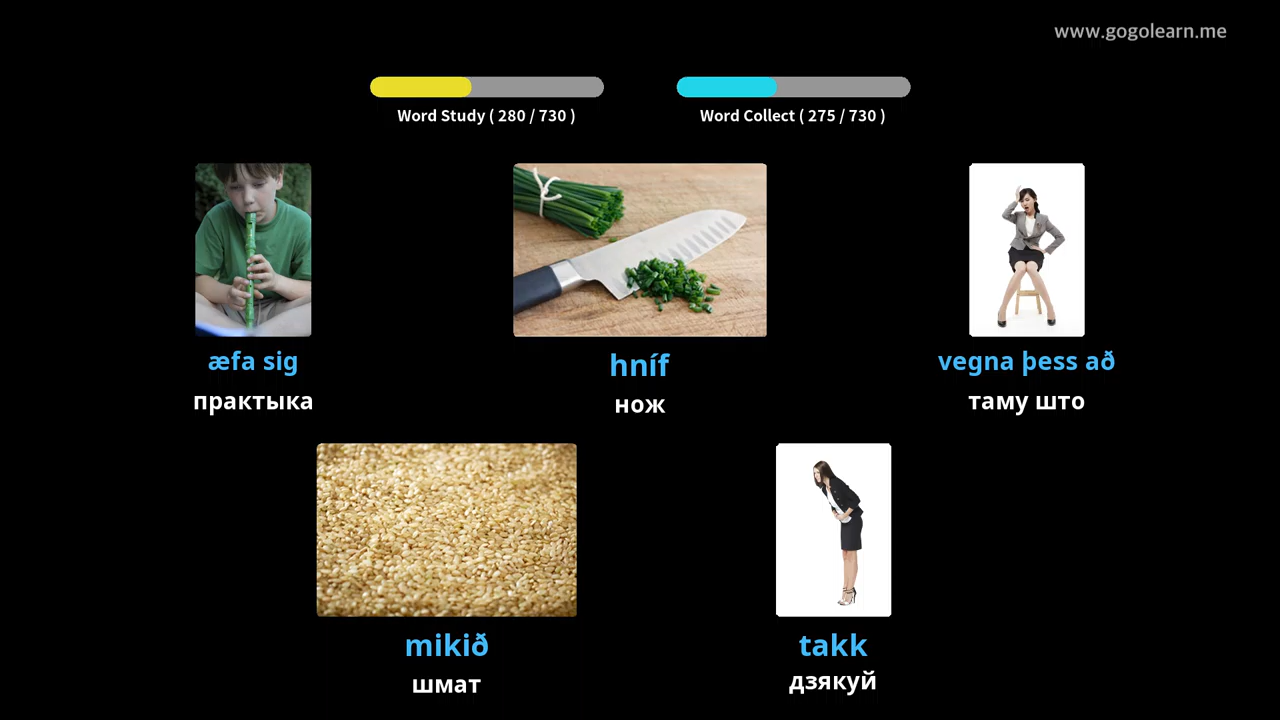 www.gogolearn.me
Word Study ( 280 / 730 )
Word Collect ( 275 / 730 )
æfa sig
практыка
hníf
нож
vegna þess að
таму што
mikið
шмат
takk
дзякуй